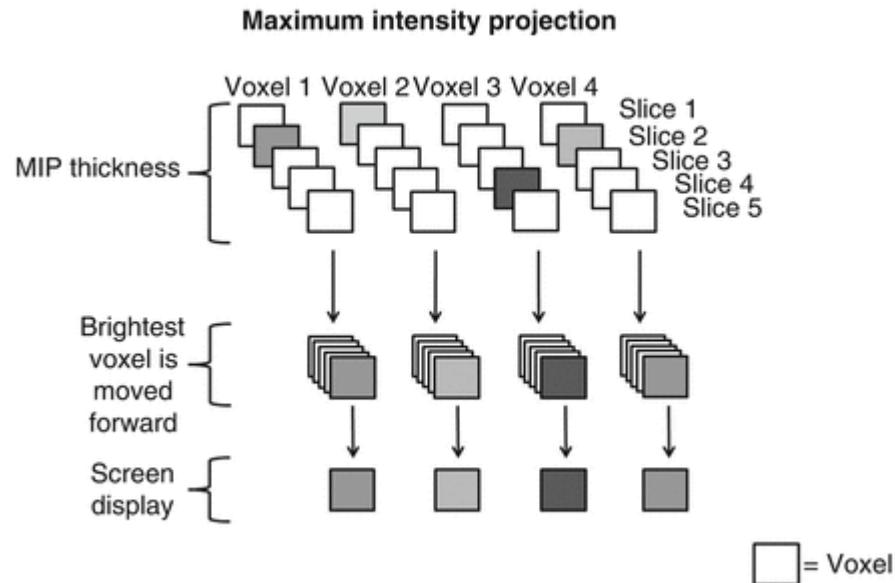 Maximum intensity projection
Voxel 1 Voxel 2 Voxel 3 Voxel 4
Slice 1
Slice 2
Slice 3
Slice 4
Slice 5
MIP thickness
Brightest
voxel is
moved
forward
Screen
display
= Voxel